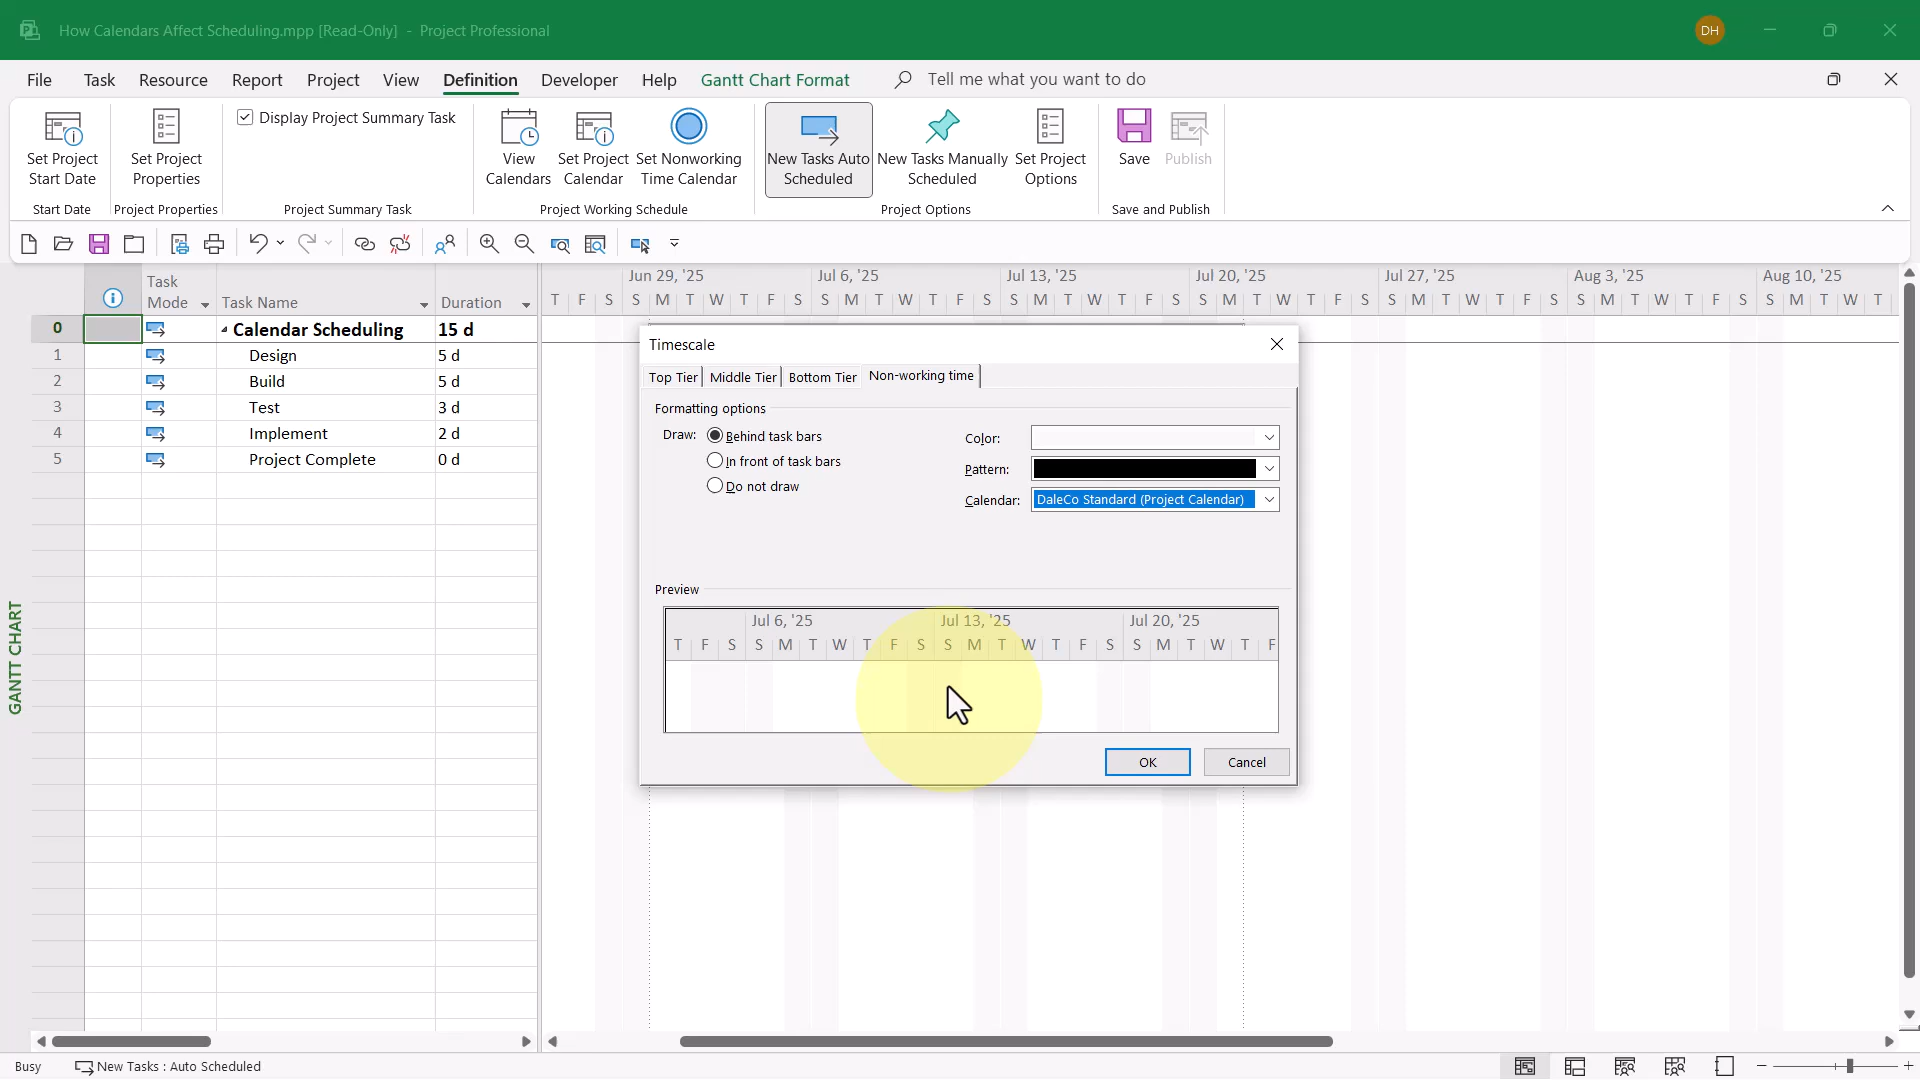 How Calendars Affect Scheduling.mpp [Read-Only] - Project Professional
DH
File Task Resource Report Project View Definition Developer Help Gantt Chart Format Tell me what you want to do
Set Project Start Date
Set Project Properties
Display Project Summary Task
View Calendars
Set Project Calendar
Set Nonworking Time Calendar
New Tasks Auto Scheduled
New Tasks Manually Scheduled
Set Project Options
Save
Publish
Start Date Project Properties Project Summary Task Project Working Schedule Project Options Save and Publish
Task Mode Task Name Duration
Jun 29, '25 Jul 6, '25 Jul 13, '25 Jul 20, '25 Jul 27, '25 Aug 3, '25 Aug 10, '25
T F S S M T W T F S S M T W T F S S M T W T F S S M T W T F S S M T W T F S S M T W T F S S M T W T
0 Calendar Scheduling 15 d
1 Design 5 d
2 Build 5 d
3 Test 3 d
4 Implement 2 d
5 Project Complete 0 d
GANTT CHART
Timescale
Top Tier Middle Tier Bottom Tier Non-working time
Formatting options
Draw: Behind task bars
In front of task bars
Do not draw
Color:
Pattern:
Calendar: DaleCo Standard (Project Calendar)
Preview
Jul 6, '25 Jul 13, '25 Jul 20, '25
T F S S M T W T F S S M T W T F S S M T W T F
OK Cancel
Busy New Tasks : Auto Scheduled